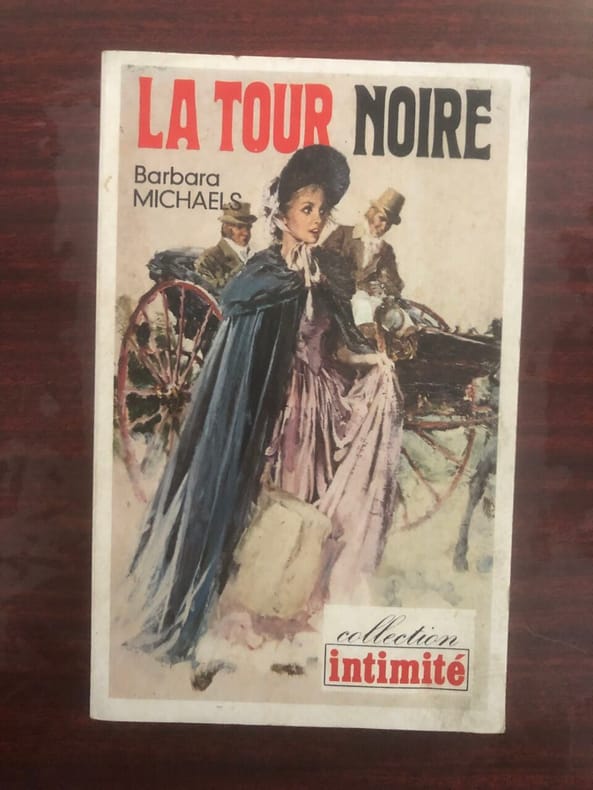 LA TOUR NOIRE
Barbara
MICHAELS
collection
intimité